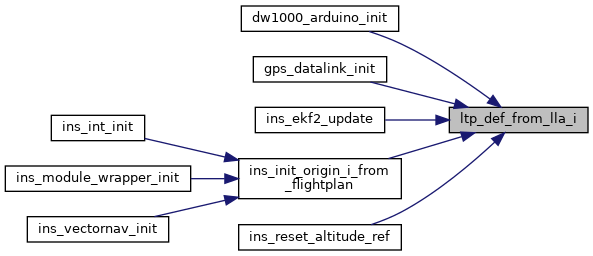 dw1000_arduino_init
gps_datalink_init
ins_ekf2_update
ltp_def_from_lla_i
ins_int_init
ins_module_wrapper_init
ins_init_origin_i_from
_flightplan
ins_vectornav_init
ins_reset_altitude_ref